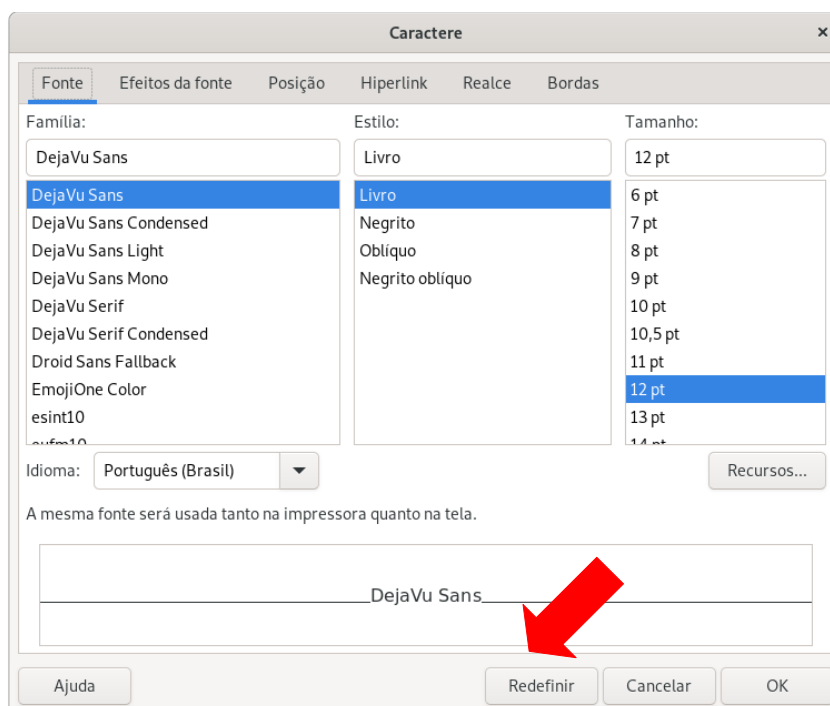 Caractere ×
Fonte Efeitos da fonte Posição Hiperlink Realce Bordas
Família: Estilo: Tamanho:
DejaVu Sans Livro 12 pt
DejaVu Sans Livro 6 pt
DejaVu Sans Condensed Negrito 7 pt
DejaVu Sans Light Oblíquo 8 pt
DejaVu Sans Mono Negrito oblíquo 9 pt
DejaVu Serif 10 pt
DejaVu Serif Condensed 10,5 pt
Droid Sans Fallback 11 pt
EmojiOne Color 12 pt
esint10 13 pt
eufm10 14 pt
Idioma: Português (Brasil) Recursos...
A mesma fonte será usada tanto na impressora quanto na tela.
DejaVu Sans
Ajuda Redefinir Cancelar OK